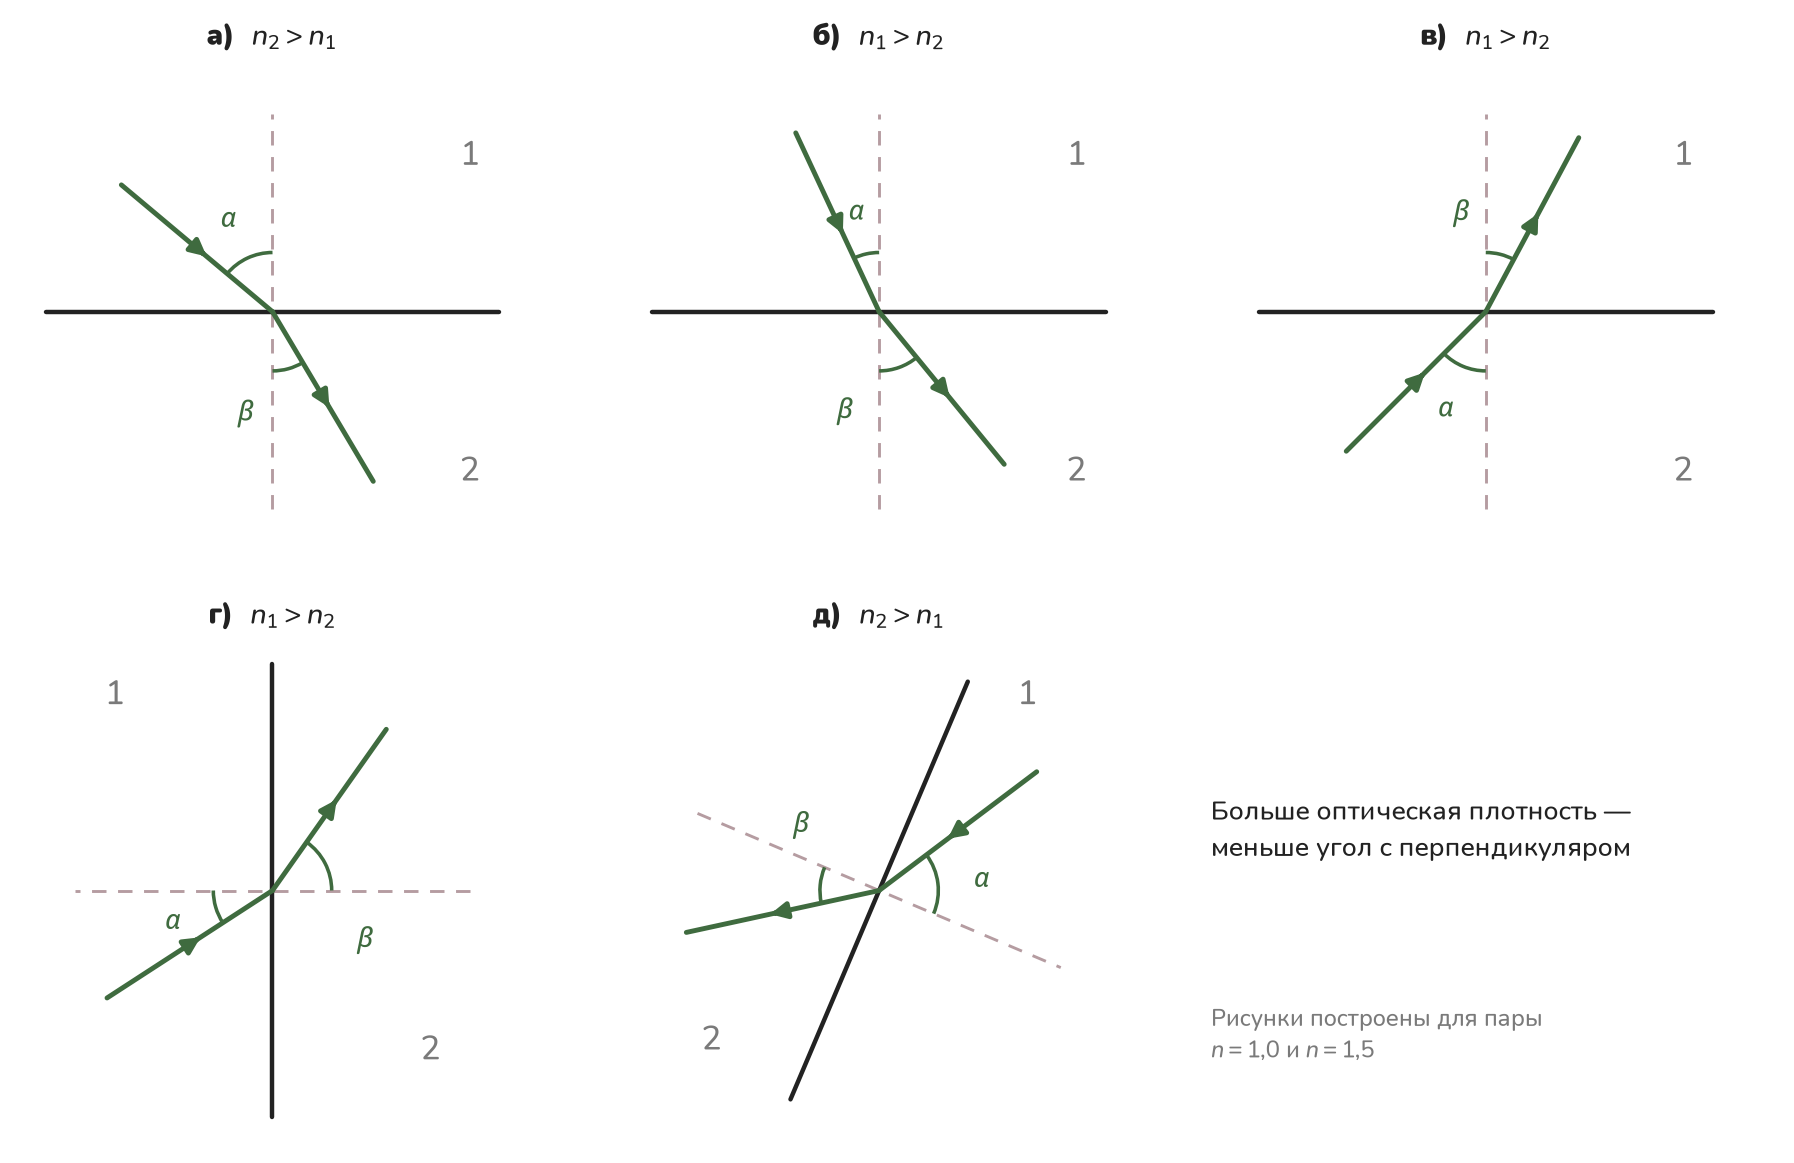 а) n₂ > n₁
1
α
β
2
б) n₁ > n₂
1
α
β
2
в) n₁ > n₂
1
β
α
2
г) n₁ > n₂
1
α
β
2
д) n₂ > n₁
1
β
α
2
Больше оптическая плотность —
меньше угол с перпендикуляром
Рисунки построены для пары
n = 1,0 и n = 1,5